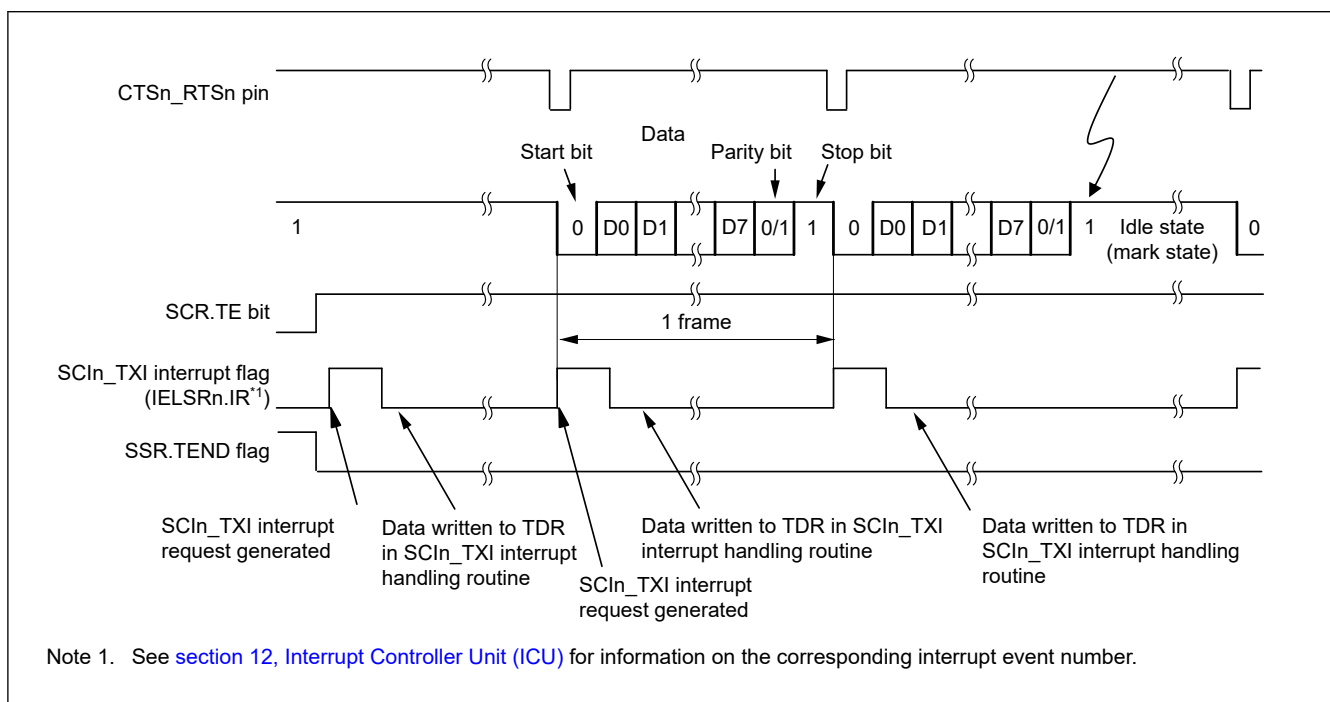 CTSn_RTSn pin
Data
Start bit
Parity bit
Stop bit
1
0
D0
D1
D7
0/1
1
0
D0
D1
D7
0/1
1
Idle state
(mark state)
0
SCR.TE bit
1 frame
SCIn_TXI interrupt flag
(IELSRn.IR*1)
SSR.TEND flag
SCIn_TXI interrupt
request generated
Data written to TDR
in SCIn_TXI interrupt
handling routine
SCIn_TXI interrupt
request generated
Data written to TDR in SCIn_TXI
interrupt handling routine
Data written to TDR in
SCIn_TXI interrupt handling
routine
Note 1. See section 12, Interrupt Controller Unit (ICU) for information on the corresponding interrupt event number.